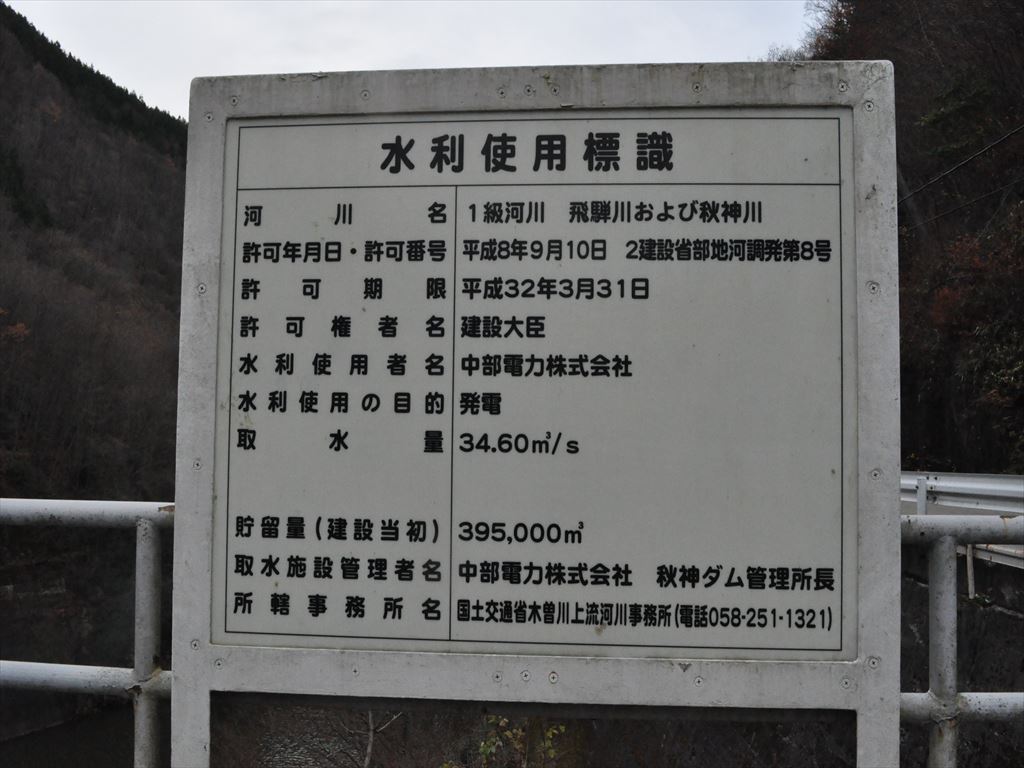 水利使用標識
河川名 1級河川 飛騨川および秋神川
許可年月日・許可番号 平成8年9月10日 2建設省部地河調発第8号
許可期限 平成32年3月31日
許可権者名 建設大臣
水利使用者名 中部電力株式会社
水利使用の目的 発電
取水量 34.60㎥/s
貯留量(建設当初) 395,000㎥
取水施設管理者名 中部電力株式会社 秋神ダム管理所長
所轄事務所名 国土交通省木曽川上流河川事務所(電話058-251-1321)